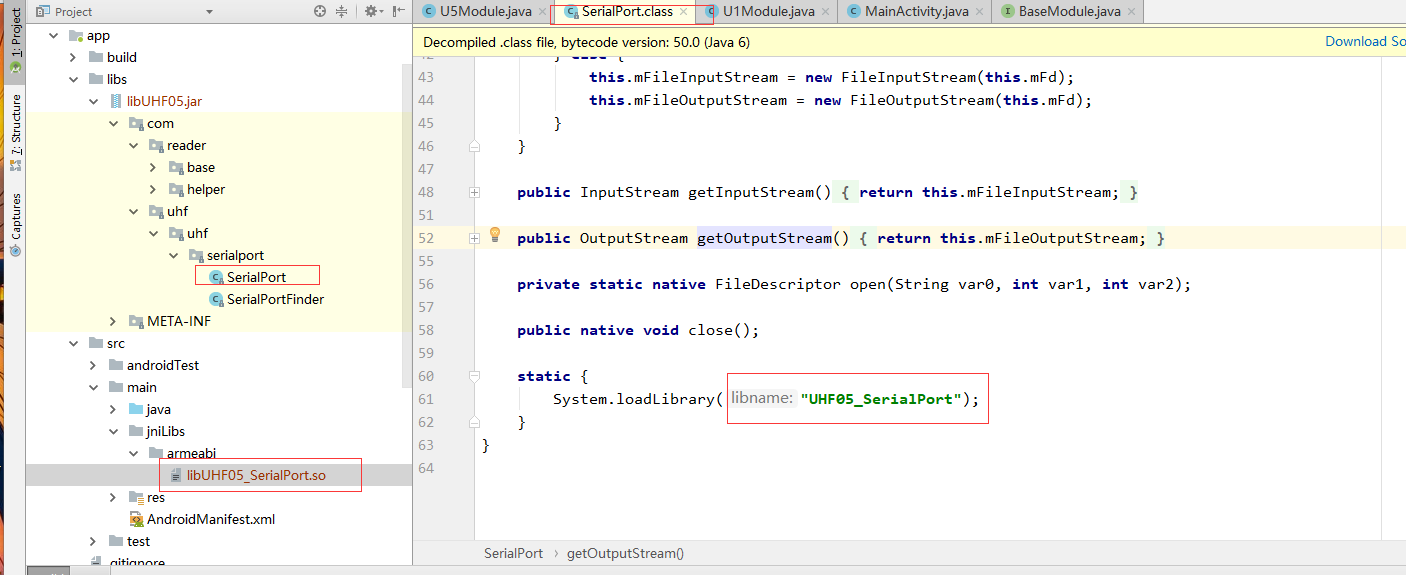 Project
U5Module.java
SerialPort.class
U1Module.java
MainActivity.java
BaseModule.java
Decompiled .class file, bytecode version: 50.0 (Java 6)
Download So
1: Project
7: Structure
Captures
app
build
libs
libUHF05.jar
com
reader
base
helper
uhf
uhf
serialport
SerialPort
SerialPortFinder
META-INF
src
androidTest
main
java
jniLibs
armeabi
libUHF05_SerialPort.so
res
AndroidManifest.xml
test
.gitignore
42 } else {
43 this.mFileInputStream = new FileInputStream(this.mFd);
44 this.mFileOutputStream = new FileOutputStream(this.mFd);
45 }
46 }
47
48 public InputStream getInputStream() { return this.mFileInputStream; }
51
52 public OutputStream getOutputStream() { return this.mFileOutputStream; }
55
56 private static native FileDescriptor open(String var0, int var1, int var2);
57
58 public native void close();
59
60 static {
61 System.loadLibrary( libname: "UHF05_SerialPort");
62 }
63 }
64
SerialPort › getOutputStream()